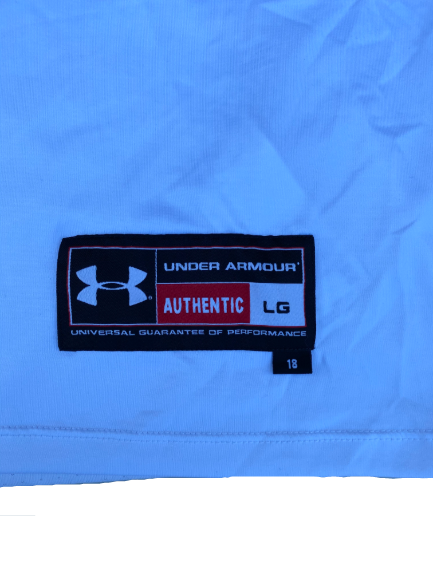 UNDER ARMOUR
AUTHENTIC LG
UNIVERSAL GUARANTEE OF PERFORMANCE
18